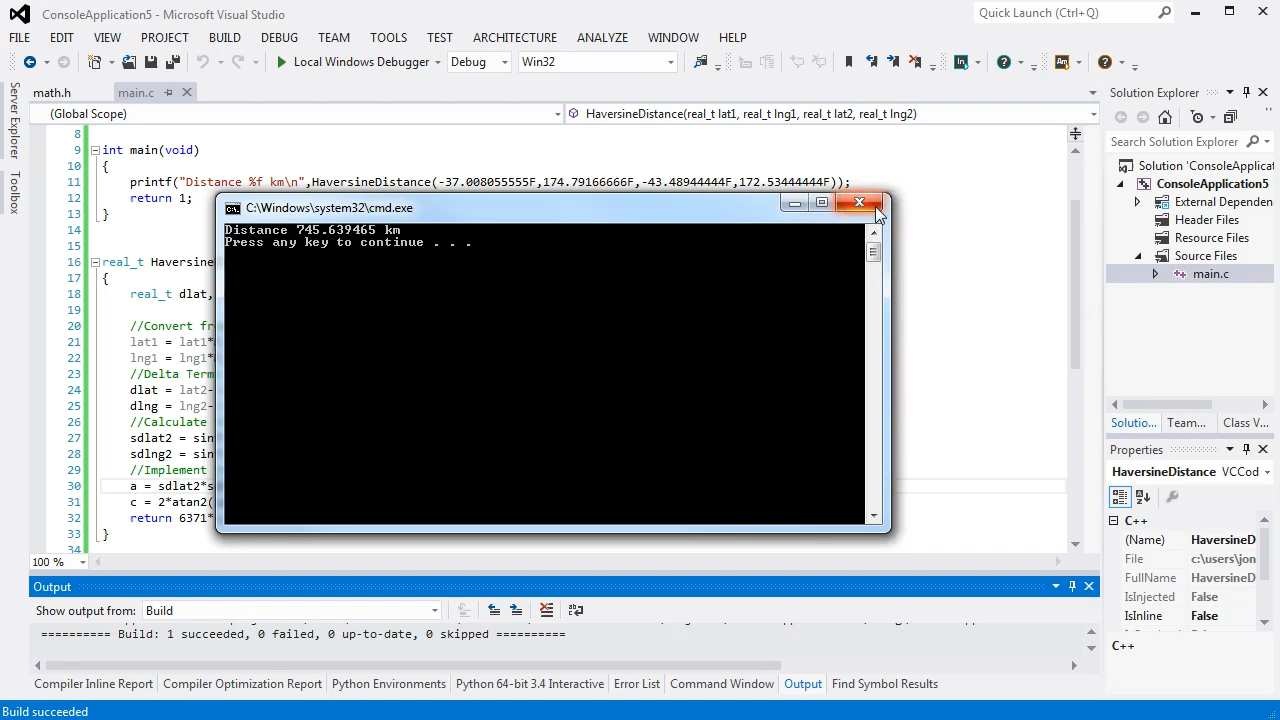 ConsoleApplication5 - Microsoft Visual Studio
Quick Launch (Ctrl+Q)
FILE EDIT VIEW PROJECT BUILD DEBUG TEAM TOOLS TEST ARCHITECTURE ANALYZE WINDOW HELP
Local Windows Debugger Debug Win32
Server Explorer
Toolbox
math.h main.c
(Global Scope) HaversineDistance(real_t lat1, real_t lng1, real_t lat2, real_t lng2)
8
9 int main(void)
10 {
11 printf("Distance %f km\n",HaversineDistance(-37.008055555F,174.79166666F,-43.48944444F,172.53444444F));
12 return 1;
13 }
14
15
16 real_t Haversine
17 {
18 real_t dlat,
19
20 //Convert fr
21 lat1 = lat1*
22 lng1 = lng1*
23 //Delta Term
24 dlat = lat2-
25 dlng = lng2-
26 //Calculate
27 sdlat2 = sin
28 sdlng2 = sin
29 //Implement
30 a = sdlat2*s
31 c = 2*atan2(
32 return 6371*
33 }
34
100 %
C:\Windows\system32\cmd.exe
Distance 745.639465 km
Press any key to continue . . .
Output
Show output from: Build
========== Build: 1 succeeded, 0 failed, 0 up-to-date, 0 skipped ==========
Compiler Inline Report Compiler Optimization Report Python Environments Python 64-bit 3.4 Interactive Error List Command Window Output Find Symbol Results
Build succeeded
Solution Explorer
Search Solution Explorer
Solution 'ConsoleApplicat
ConsoleApplication5
External Dependen
Header Files
Resource Files
Source Files
main.c
Solutio... Team... Class V...
Properties
HaversineDistance VCCod
C++
(Name) HaversineD
File c:\users\jon
FullName HaversineD
IsInjected False
IsInline False
C++